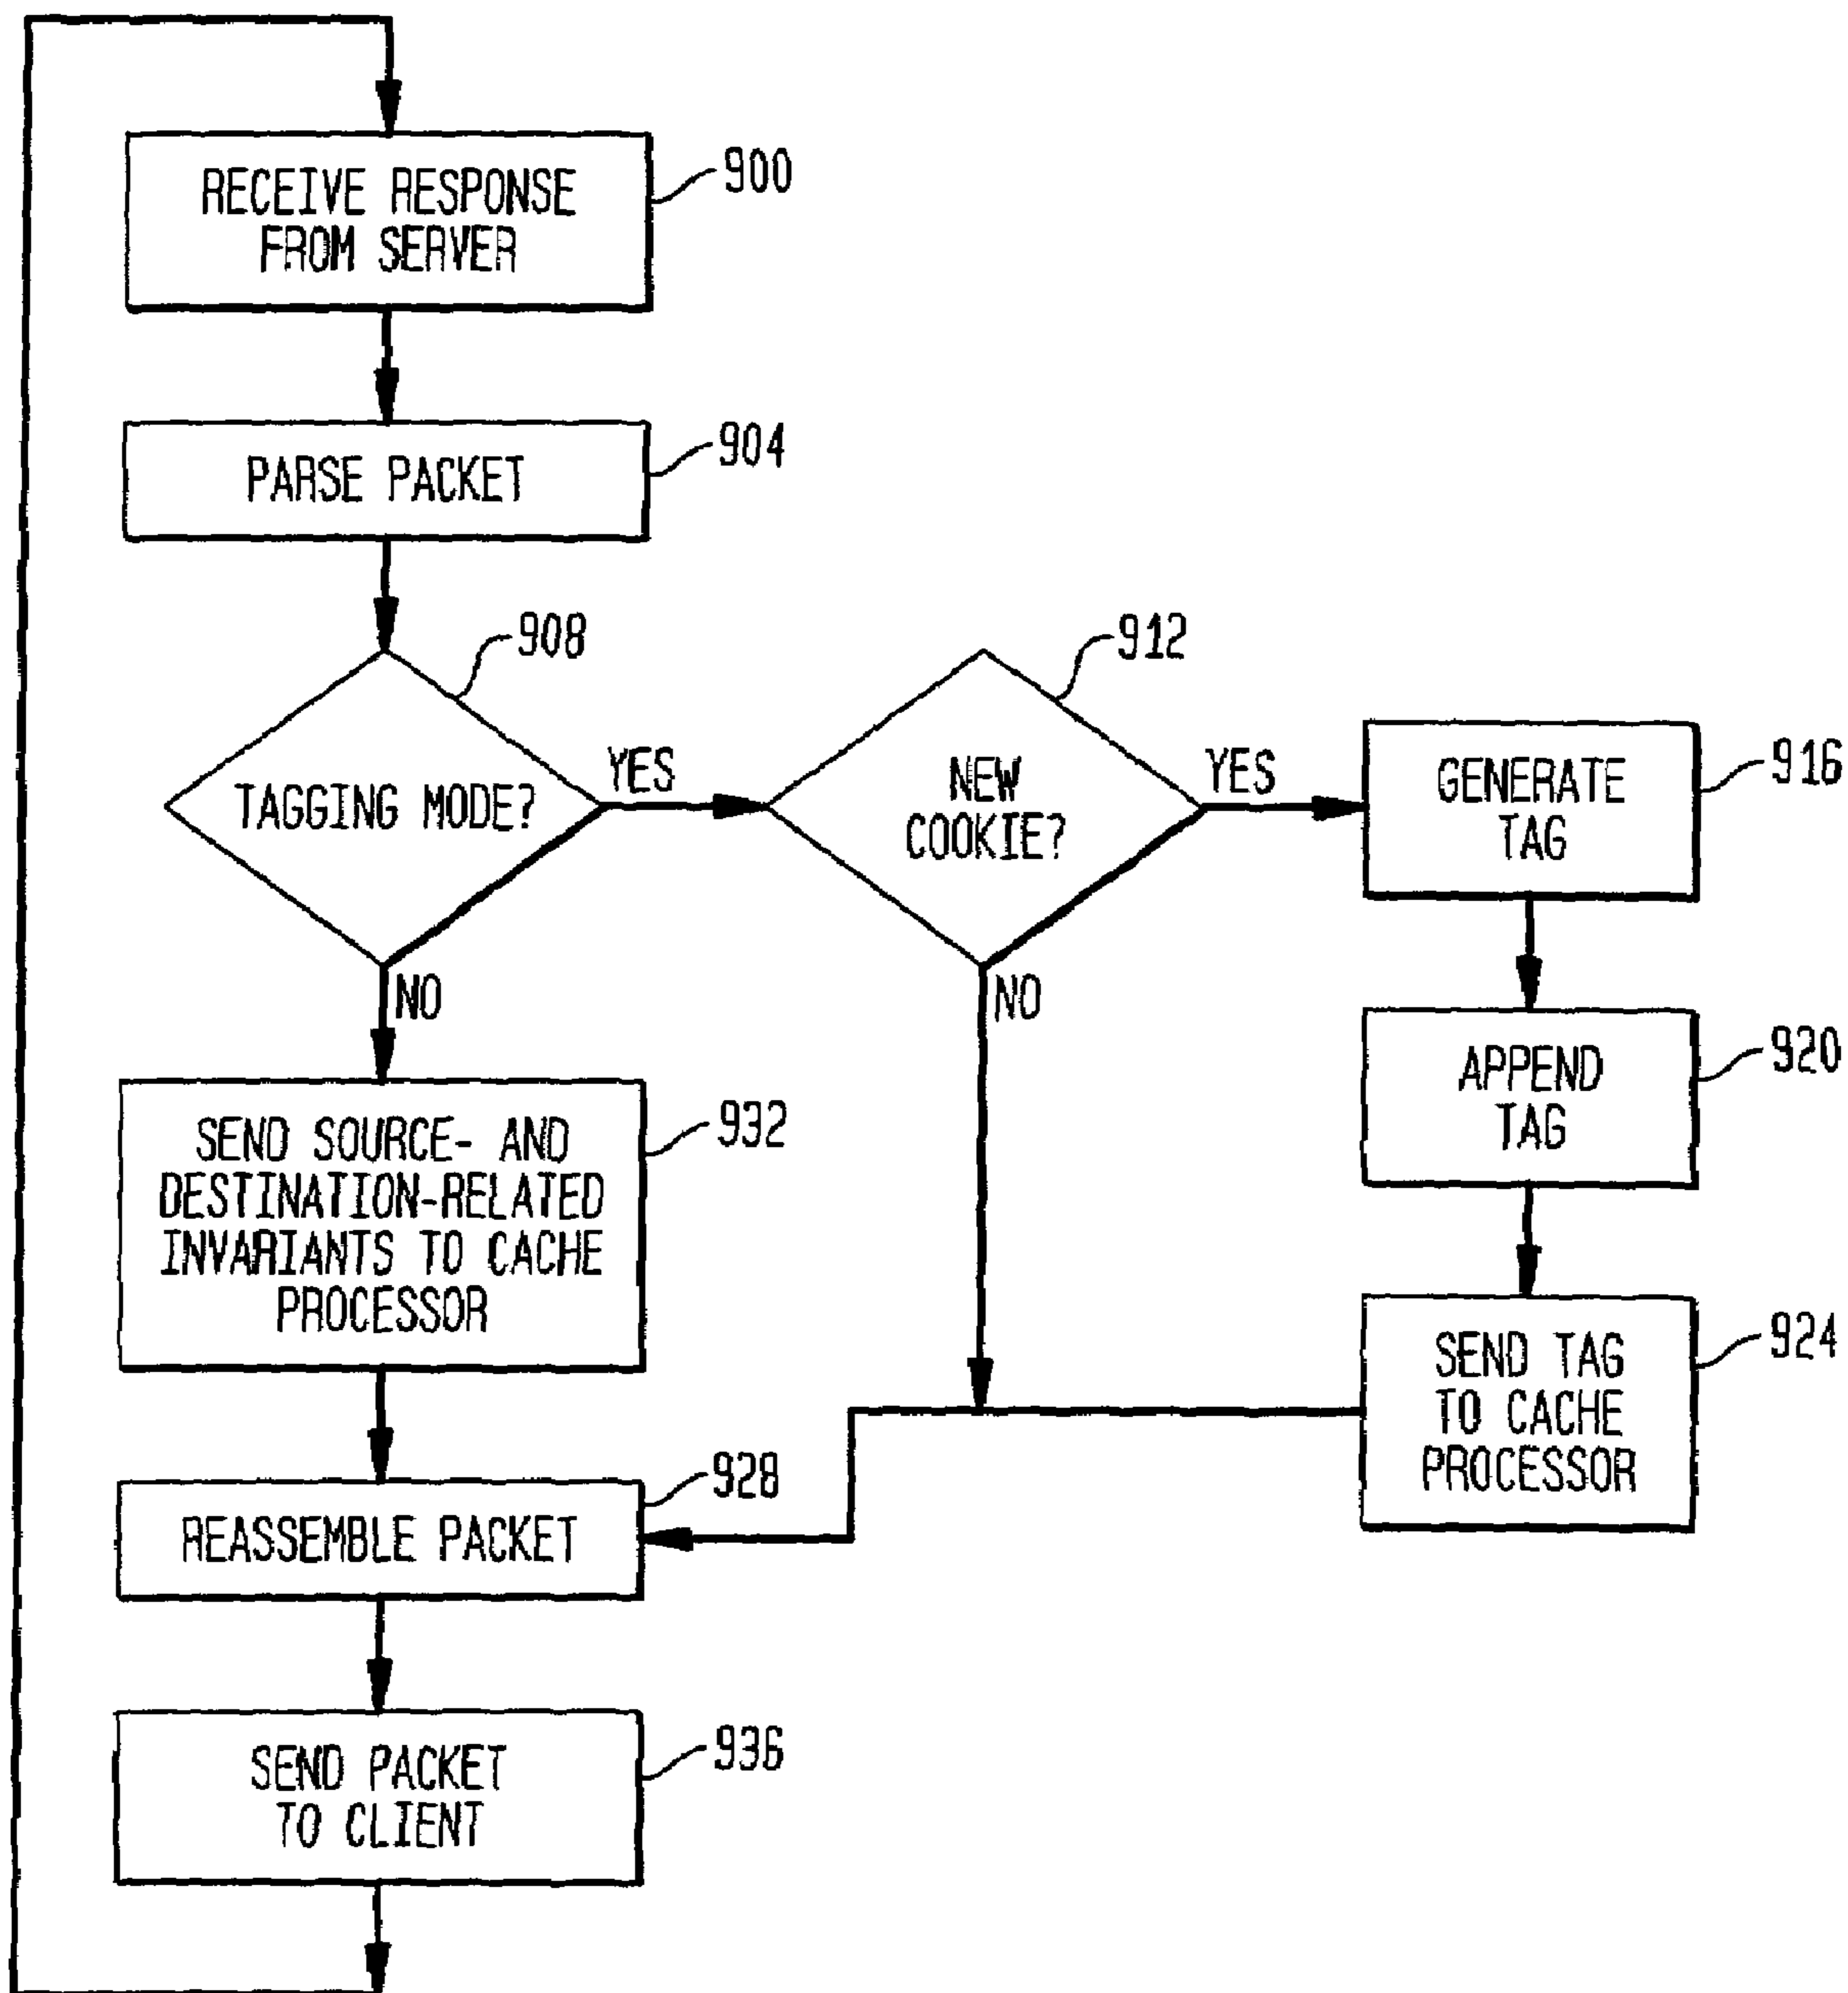 RECEIVE RESPONSE
FROM SERVER
900
PARSE PACKET
904
TAGGING MODE?
908
YES
NO
NEW
COOKIE?
912
YES
NO
GENERATE
TAG
916
APPEND
TAG
920
SEND TAG
TO CACHE
PROCESSOR
924
SEND SOURCE- AND
DESTINATION-RELATED
INVARIANTS TO CACHE
PROCESSOR
932
REASSEMBLE PACKET
928
SEND PACKET
TO CLIENT
936